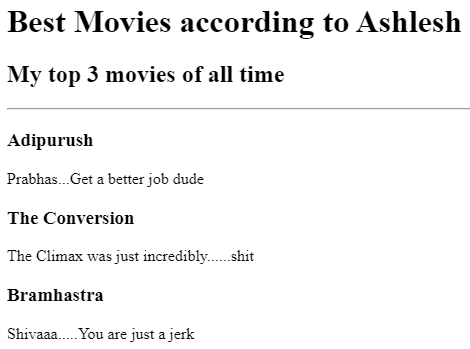 Best Movies according to Ashlesh
My top 3 movies of all time
Adipurush
Prabhas...Get a better job dude
The Conversion
The Climax was just incredibly......shit
Bramhastra
Shivaaa.....You are just a jerk